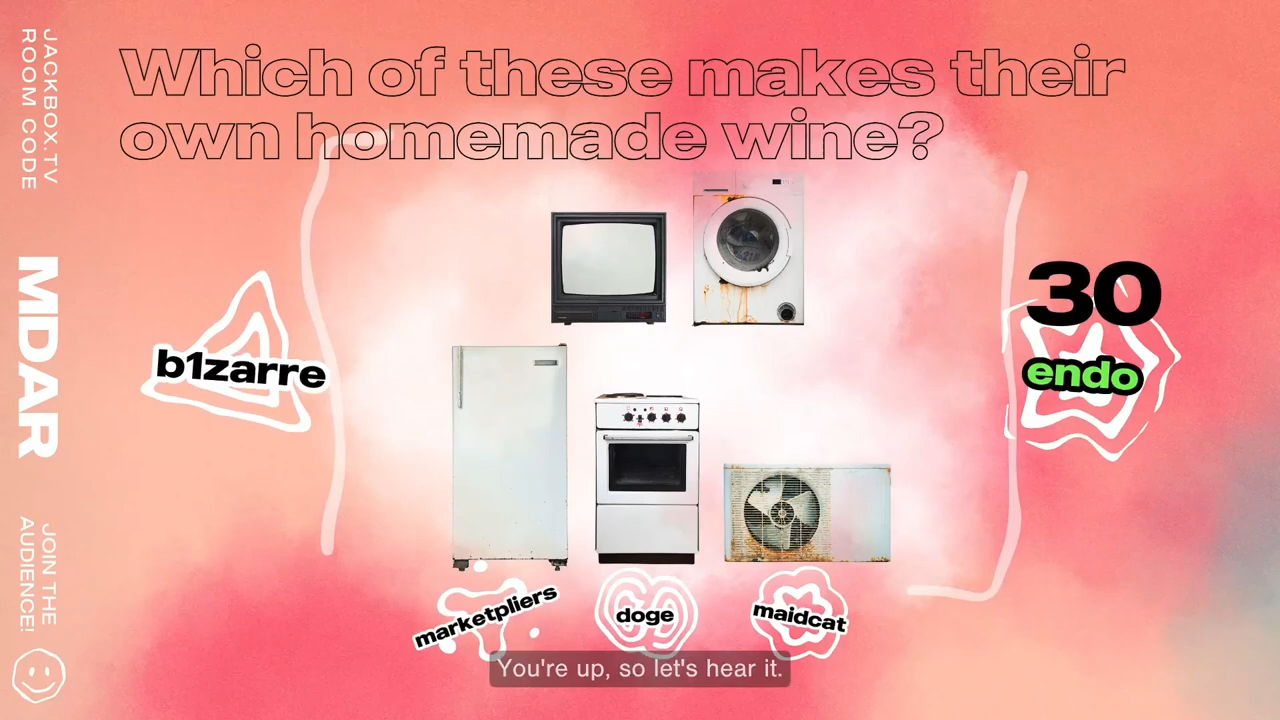 JACKBOX.TV
ROOM CODE
MDAR
JOIN THE
AUDIENCE!
Which of these makes their
own homemade wine?
b1zarre
30
endo
marketpliers
doge
maidcat
You're up, so let's hear it.